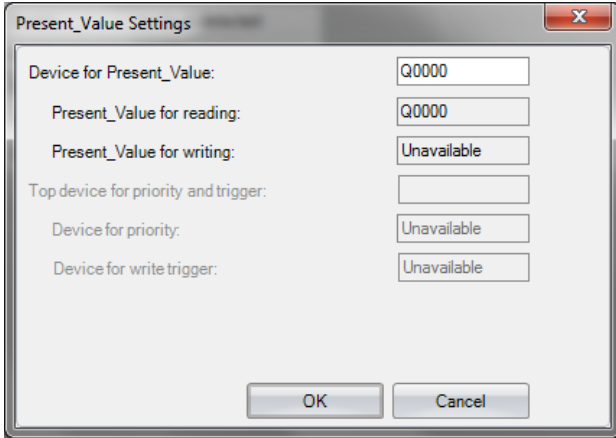 Present_Value Settings
Device for Present_Value: Q0000
Present_Value for reading: Q0000
Present_Value for writing: Unavailable
Top device for priority and trigger:
Device for priority: Unavailable
Device for write trigger: Unavailable
OK Cancel